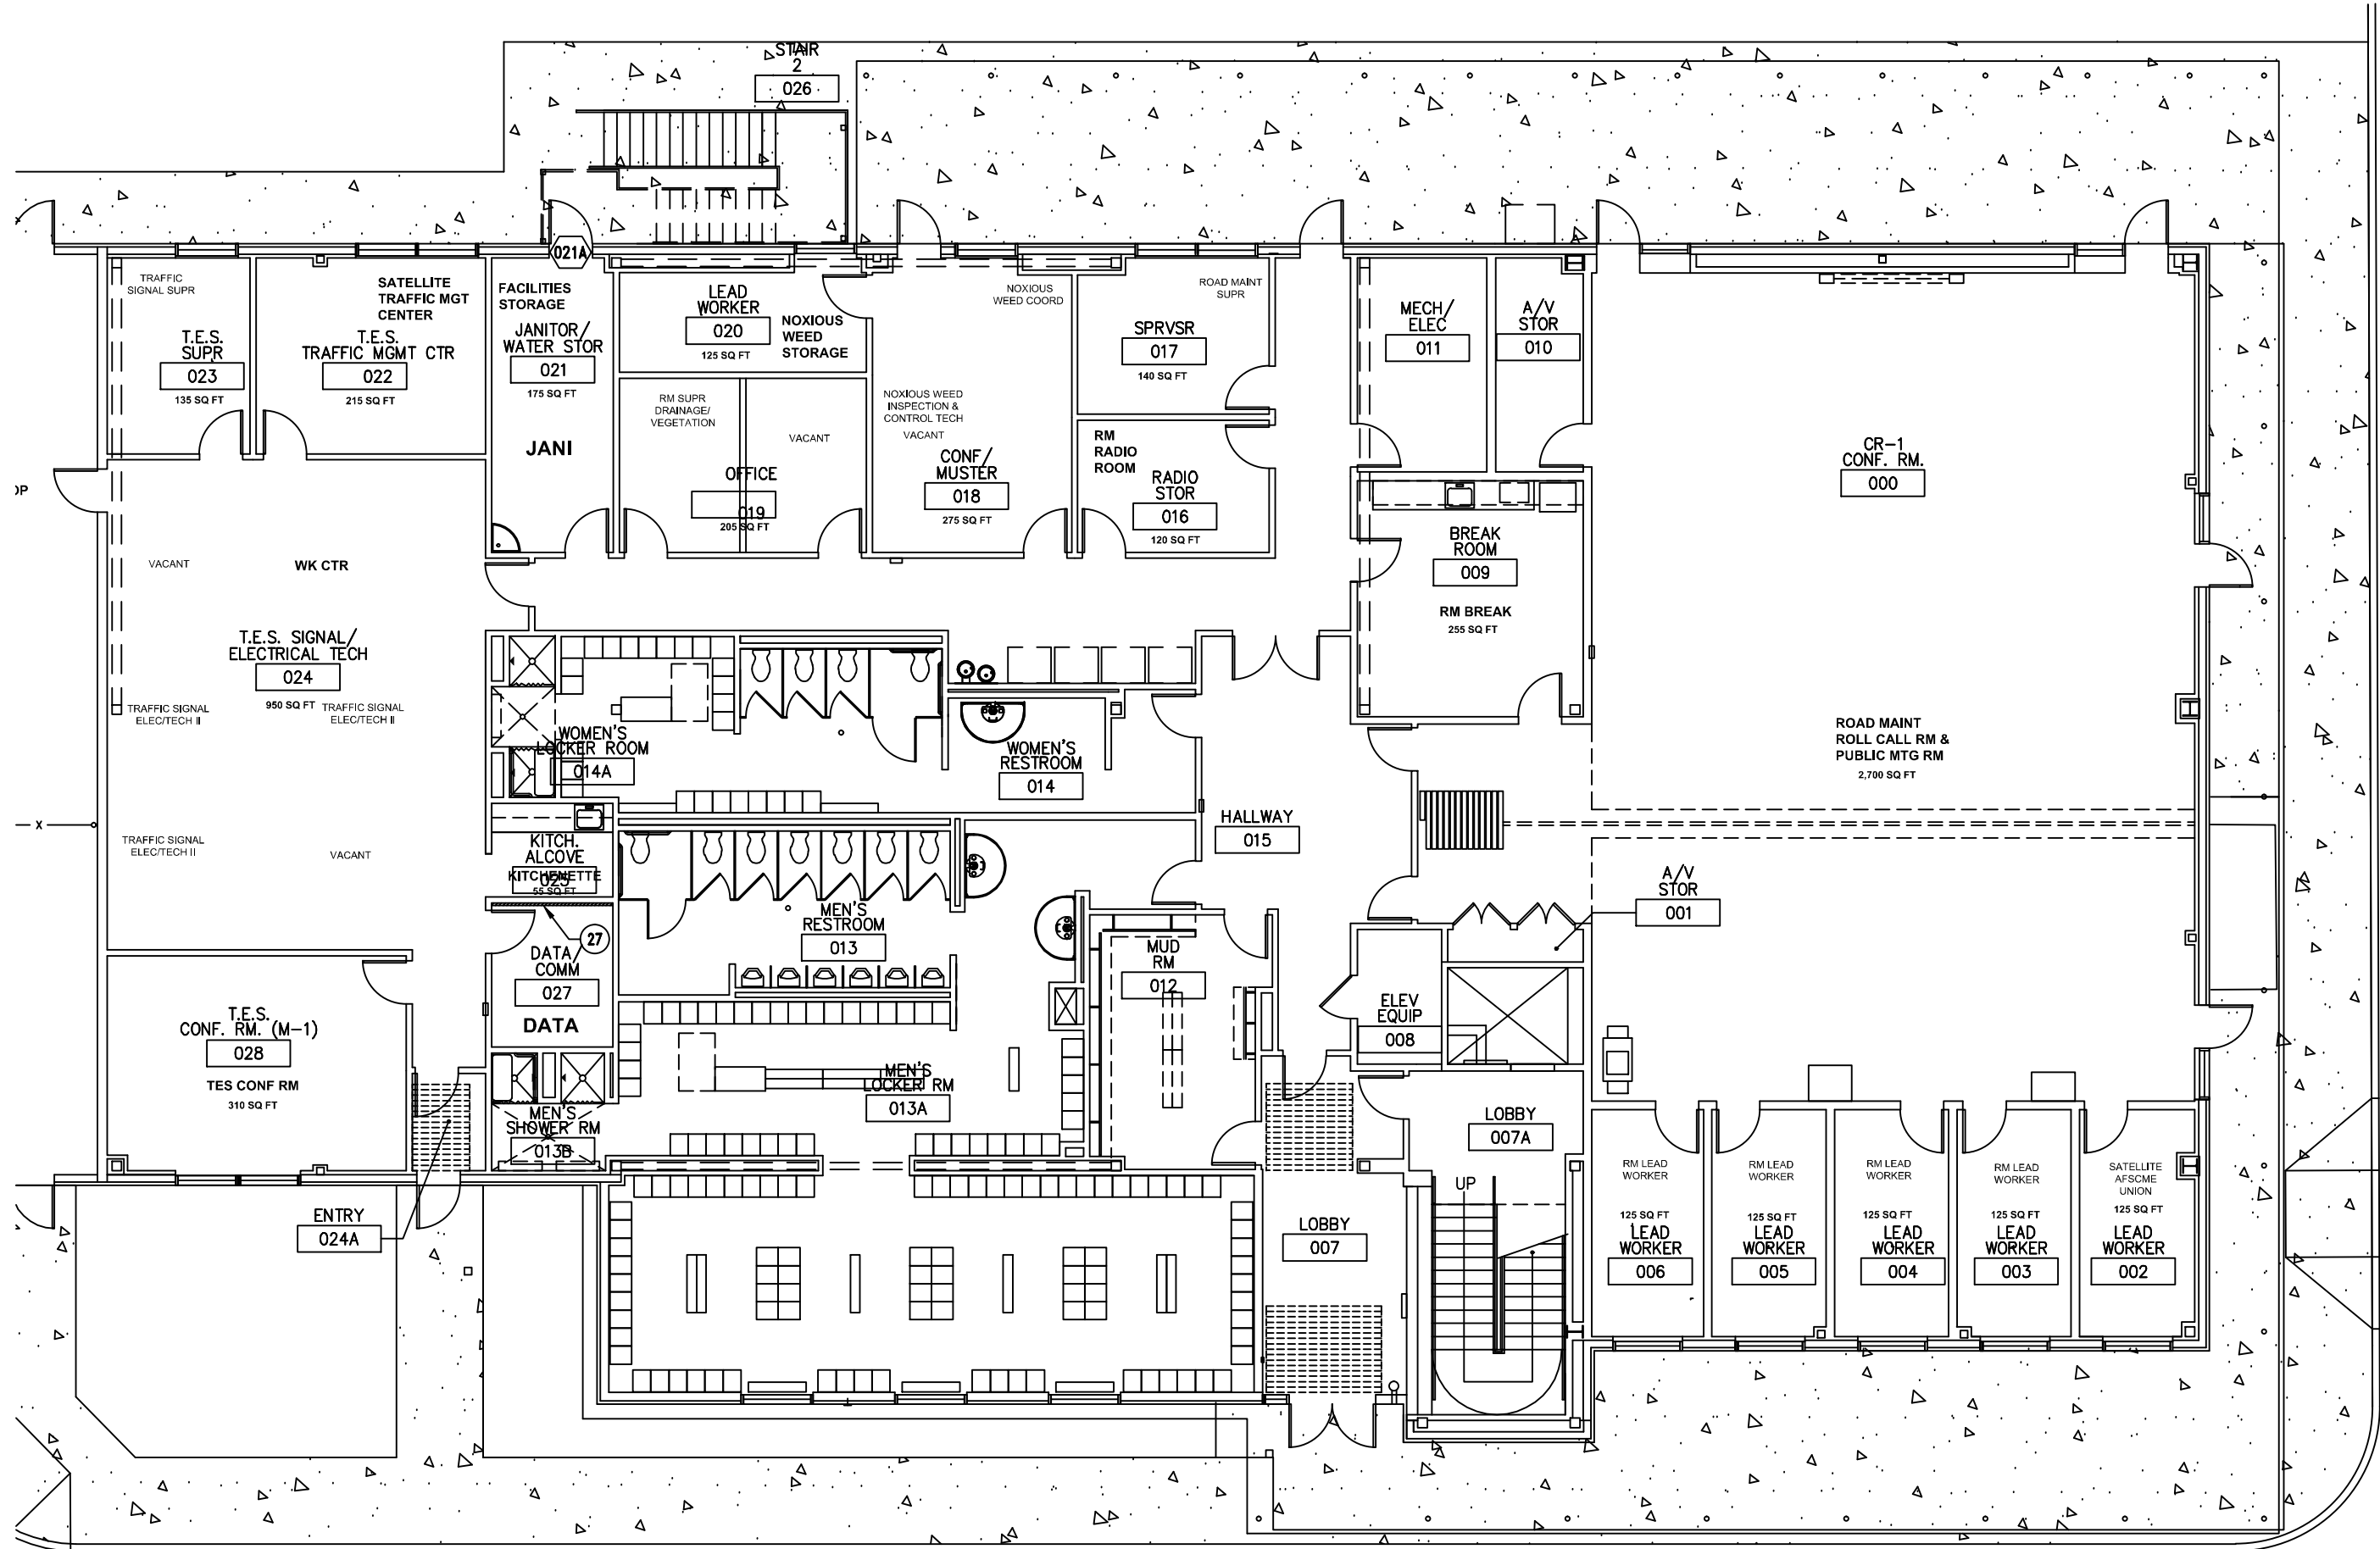 STAIR
2
026
021A
TRAFFIC
SIGNAL SUPR
T.E.S.
SUPR
023
135 SQ FT
SATELLITE
TRAFFIC MGT
CENTER
T.E.S.
TRAFFIC MGMT CTR
022
215 SQ FT
FACILITIES
STORAGE
JANITOR/
WATER STOR
021
175 SQ FT
JANI
LEAD
WORKER
020
125 SQ FT
NOXIOUS
WEED
STORAGE
RM SUPR
DRAINAGE/
VEGETATION
VACANT
OFFICE
019
205 SQ FT
NOXIOUS
WEED COORD
NOXIOUS WEED
INSPECTION &
CONTROL TECH
VACANT
CONF/
MUSTER
018
275 SQ FT
ROAD MAINT
SUPR
SPRVSR
017
140 SQ FT
RM
RADIO
ROOM
RADIO
STOR
016
120 SQ FT
MECH/
ELEC
011
A/V
STOR
010
CR-1
CONF. RM.
000
BREAK
ROOM
009
RM BREAK
255 SQ FT
ROAD MAINT
ROLL CALL RM &
PUBLIC MTG RM
2,700 SQ FT
OP
VACANT
WK CTR
T.E.S. SIGNAL/
ELECTRICAL TECH
024
950 SQ FT
TRAFFIC SIGNAL
ELEC/TECH II
TRAFFIC SIGNAL
ELEC/TECH II
TRAFFIC SIGNAL
ELEC/TECH II
VACANT
X
WOMEN'S
LOCKER ROOM
014A
WOMEN'S
RESTROOM
014
HALLWAY
015
KITCH.
ALCOVE
KITCHENETTE
025
55 SQ FT
27
DATA/
COMM
027
DATA
MEN'S
RESTROOM
013
MUD
RM
012
A/V
STOR
001
ELEV
EQUIP
008
T.E.S.
CONF. RM. (M-1)
028
TES CONF RM
310 SQ FT
MEN'S
LOCKER RM
013A
MEN'S
SHOWER RM
013B
LOBBY
007A
ENTRY
024A
LOBBY
007
UP
RM LEAD
WORKER
125 SQ FT
LEAD
WORKER
006
RM LEAD
WORKER
125 SQ FT
LEAD
WORKER
005
RM LEAD
WORKER
125 SQ FT
LEAD
WORKER
004
RM LEAD
WORKER
125 SQ FT
LEAD
WORKER
003
SATELLITE
AFSCME
UNION
125 SQ FT
LEAD
WORKER
002